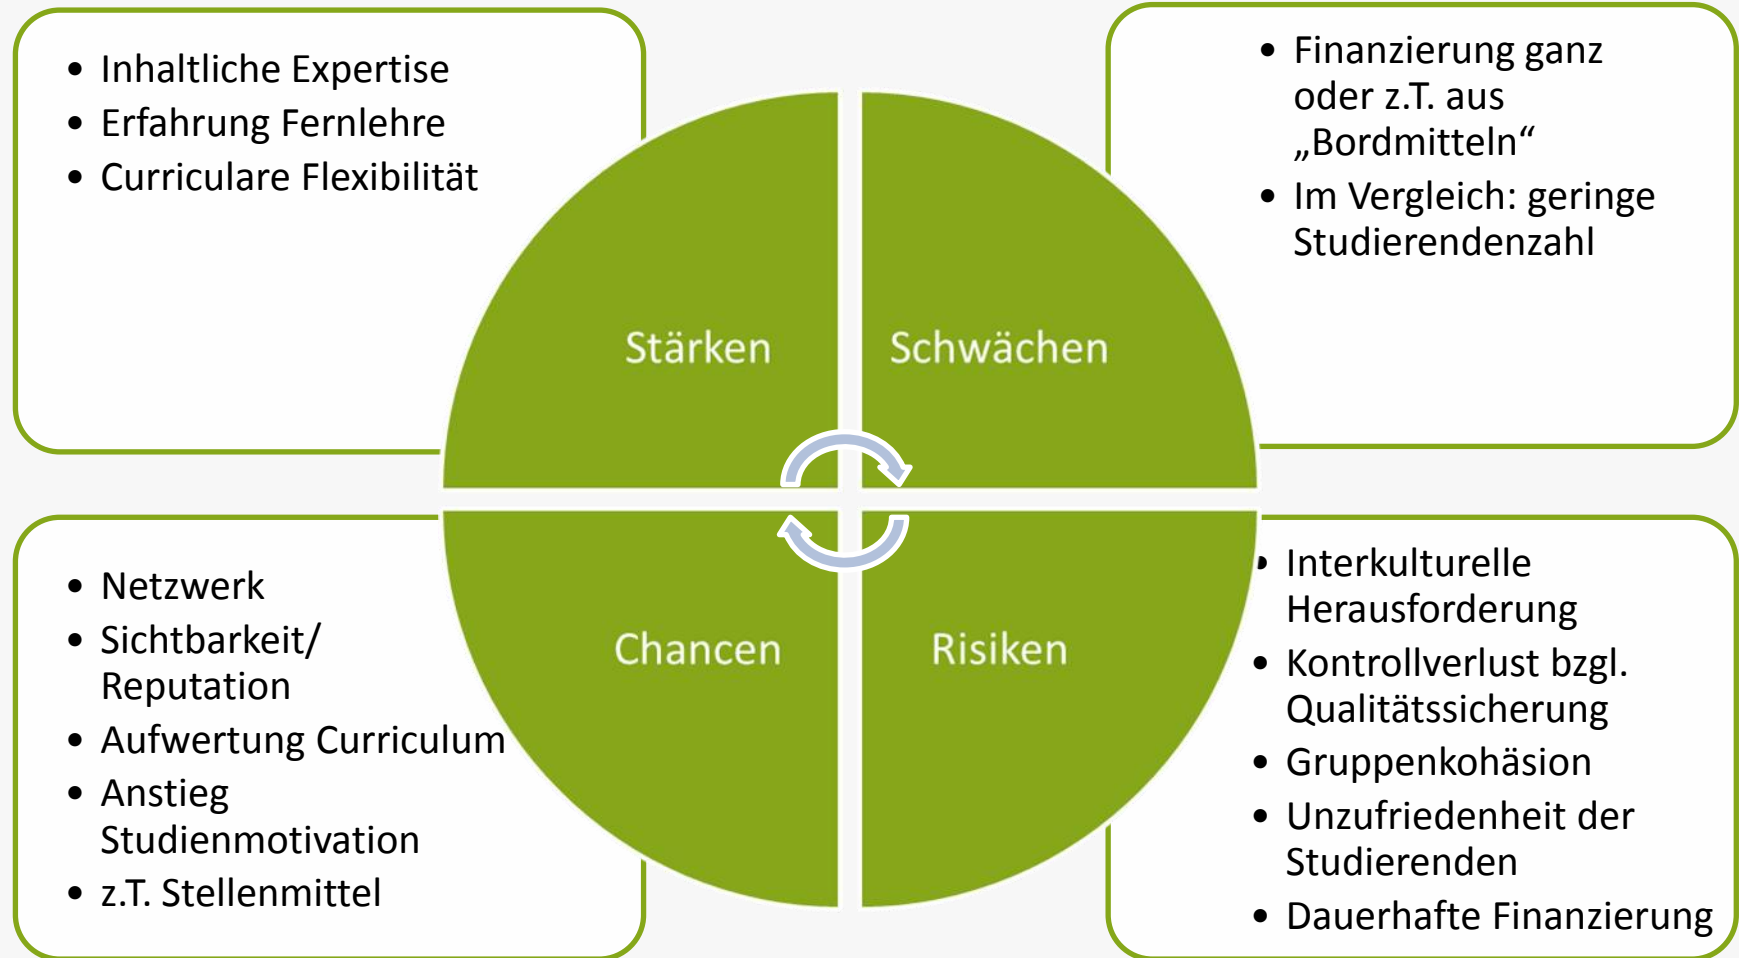 • Inhaltliche Expertise
• Erfahrung Fernlehre
• Curriculare Flexibilität
• Finanzierung ganz
oder z.T. aus
„Bordmitteln“
• Im Vergleich: geringe
Studierendenzahl
Stärken
Schwächen
• Netzwerk
• Sichtbarkeit/
Reputation
• Aufwertung Curriculum
• Anstieg
Studienmotivation
• z.T. Stellenmittel
Chancen
Risiken
• Interkulturelle
Herausforderung
• Kontrollverlust bzgl.
Qualitätssicherung
• Gruppenkohäsion
• Unzufriedenheit der
Studierenden
• Dauerhafte Finanzierung